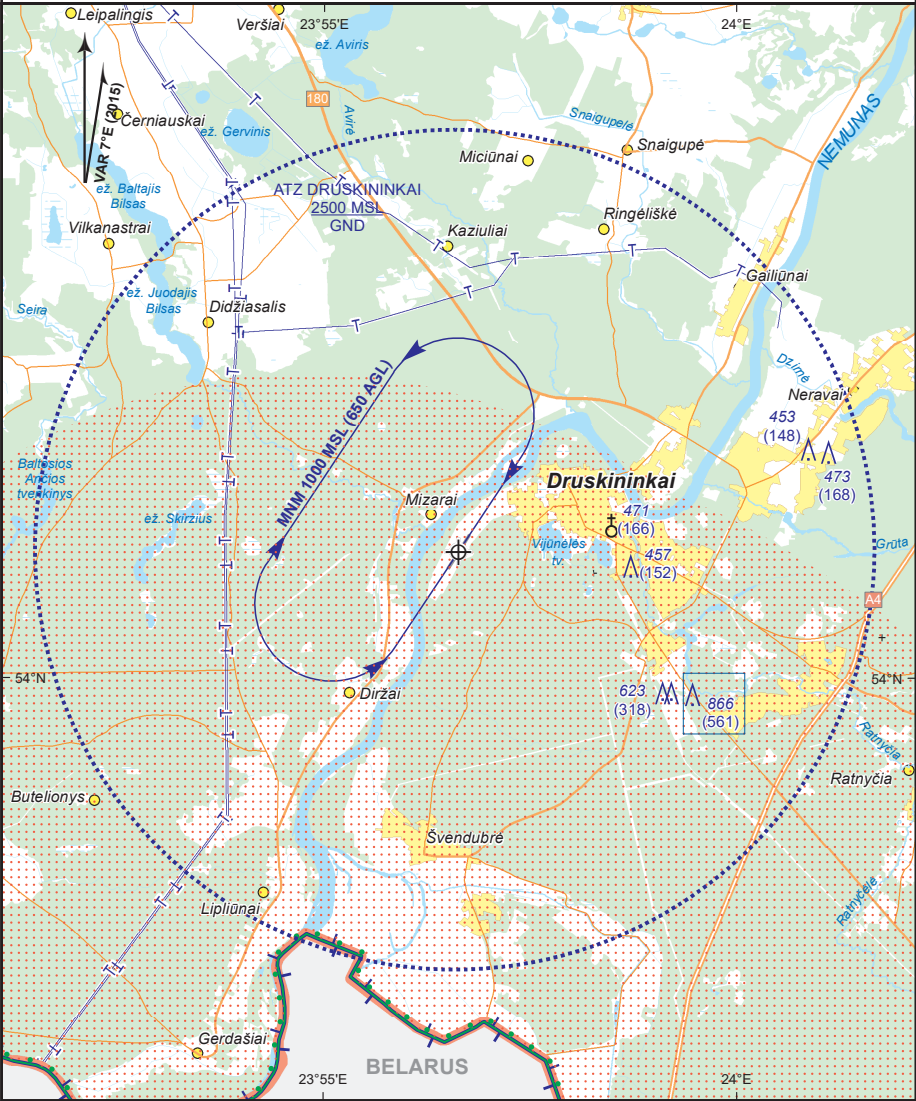 Leipalingis
Veršiai
23°55'E
24°E
ež. Aviris
180
Avirė
VAR 7°E (2015)
Černiauskai
ež. Gervinis
Snaigupelė
Snaigupė
Miciūnai
NEMUNAS
ež. Baltajis
Bilsas
ATZ DRUSKININKAI
2500 MSL
GND
Vilkanastrai
Kaziuliai
Ringėliškė
Gailiūnai
ež. Juodajis
Bilsas
Seira
Didžiasalis
Dzimė
Neravai
MNM 1000 MSL (650 AGL)
453
(148)
473
(168)
Baltosios
Ančios
tvenkinys
Druskininkai
Mizarai
ež. Skirzius
471
(166)
Vijūnėlės
tv.
457
(152)
Grūta
A4
54°N
54°N
Diržai
623
(318)
866
(561)
Ratnyčia
Ratnyčia
Butelionys
Švendubrė
Lipliūnai
Ratnyčėlė
Gerdašiai
BELARUS
23°55'E
24°E